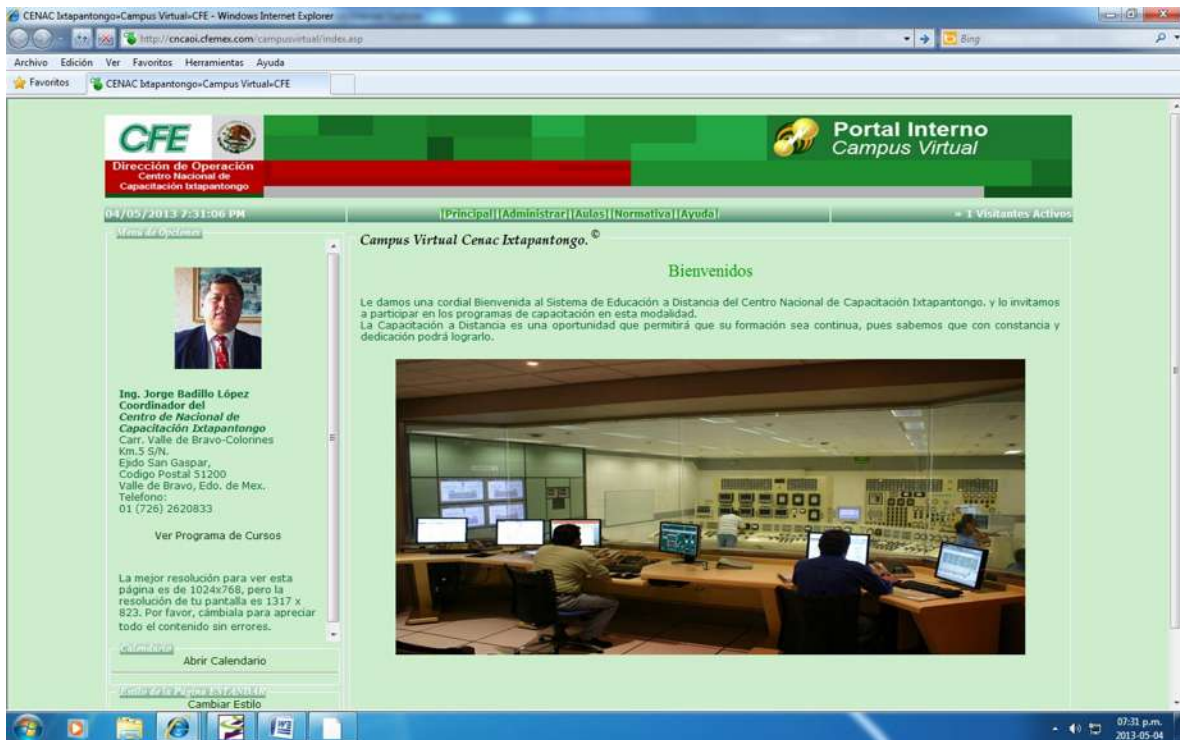 CENAC Ixtapantongo»Campus Virtual»CFE - Windows Internet Explorer
http://cncaoi.cfemex.com/campusvirtual/index.asp
Bing
Archivo Edición Ver Favoritos Herramientas Ayuda
Favoritos
CENAC Ixtapantongo»Campus Virtual»CFE
CFE
Dirección de Operación
Centro Nacional de
Capacitación Ixtapantongo
Portal Interno
Campus Virtual
04/05/2013 7:31:06 PM
[Principal][Administrar][Aulas][Normativa][Ayuda]
» 1 Visitantes Activos
Menú de Opciones
Ing. Jorge Badillo López
Coordinador del
Centro de Nacional de
Capacitación Ixtapantongo
Carr. Valle de Bravo-Colorines
Km.5 S/N.
Ejido San Gaspar,
Codigo Postal 51200
Valle de Bravo, Edo. de Mex.
Telefono:
01 (726) 2620833
Ver Programa de Cursos
La mejor resolución para ver esta
página es de 1024x768, pero la
resolución de tu pantalla es 1317 x
823. Por favor, cámbiala para apreciar
todo el contenido sin errores.
Calendario
Abrir Calendario
Estilo de la Página ESTANDAR
Cambiar Estilo
Campus Virtual Cenac Ixtapantongo. ©
Bienvenidos
Le damos una cordial Bienvenida al Sistema de Educación a Distancia del Centro Nacional de Capacitación Ixtapantongo. y lo invitamos
a participar en los programas de capacitación en esta modalidad.
La Capacitación a Distancia es una oportunidad que permitirá que su formación sea continua, pues sabemos que con constancia y
dedicación podrá lograrlo.
07:31 p.m.
2013-05-04